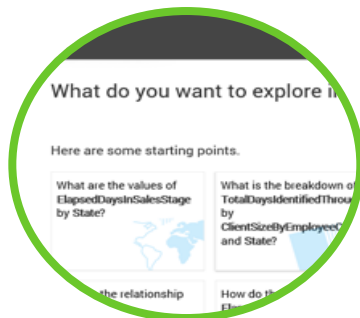 What do you want to explore
Here are some starting points.
What are the values of
ElapsedDaysInSalesStage
by State?
What is the breakdown of
TotalDaysIdentifiedThrou
by
ClientSizeByEmployeeC
and State?
the relationship
How do th